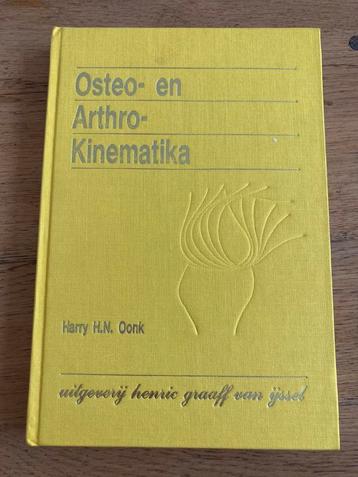 Osteo- en
Arthro-
Kinematika
Harry H.N. Oonk
uitgeverij henric graaff van ijssel